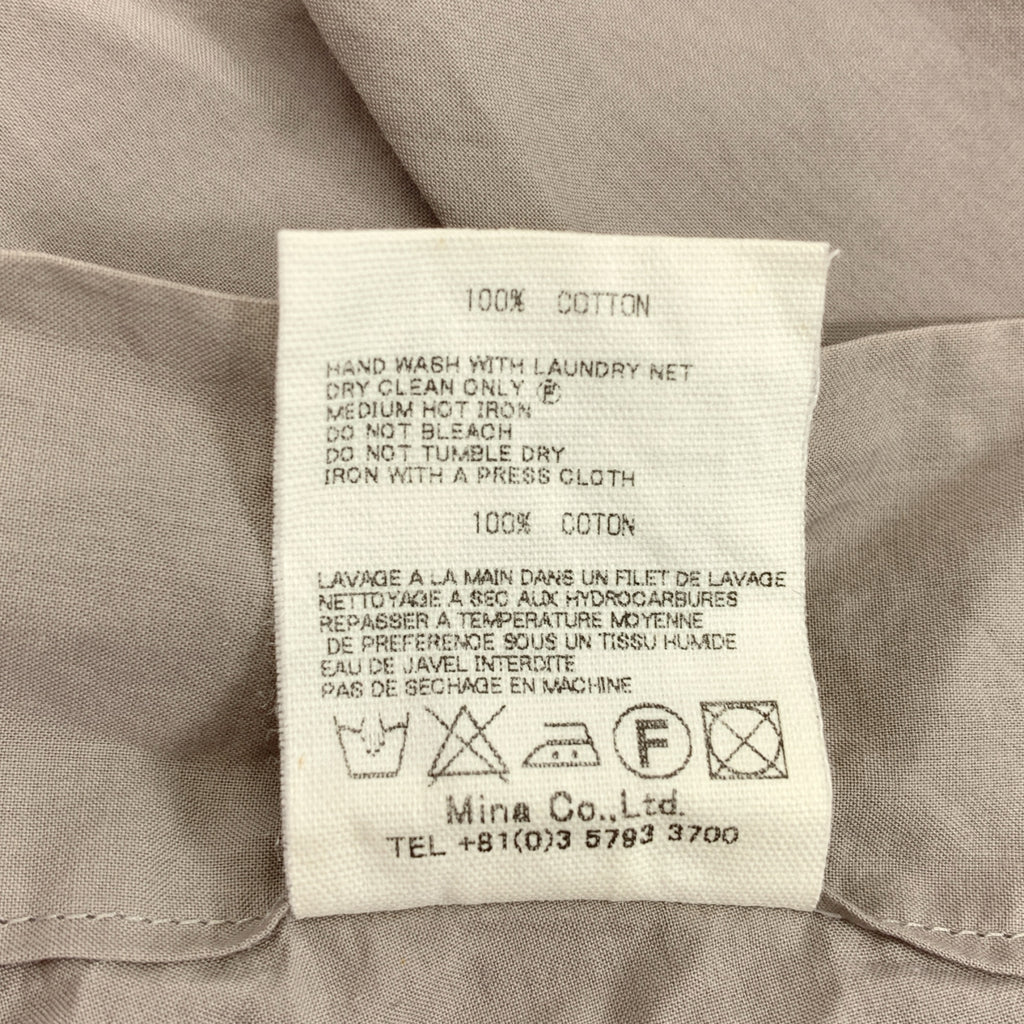 100% COTTON
HAND WASH WITH LAUNDRY NET
DRY CLEAN ONLY Ⓕ
MEDIUM HOT IRON
DO NOT BLEACH
DO NOT TUMBLE DRY
IRON WITH A PRESS CLOTH
100% COTON
LAVAGE A LA MAIN DANS UN FILET DE LAVAGE
NETTOYAGE A SEC AUX HYDROCARBURES
REPASSER A TEMPERATURE MOYENNE
DE PREFERENCE SOUS UN TISSU HUMIDE
EAU DE JAVEL INTERDITE
PAS DE SECHAGE EN MACHINE
F
Mina Co.,Ltd.
TEL +81(0)3 5793 3700